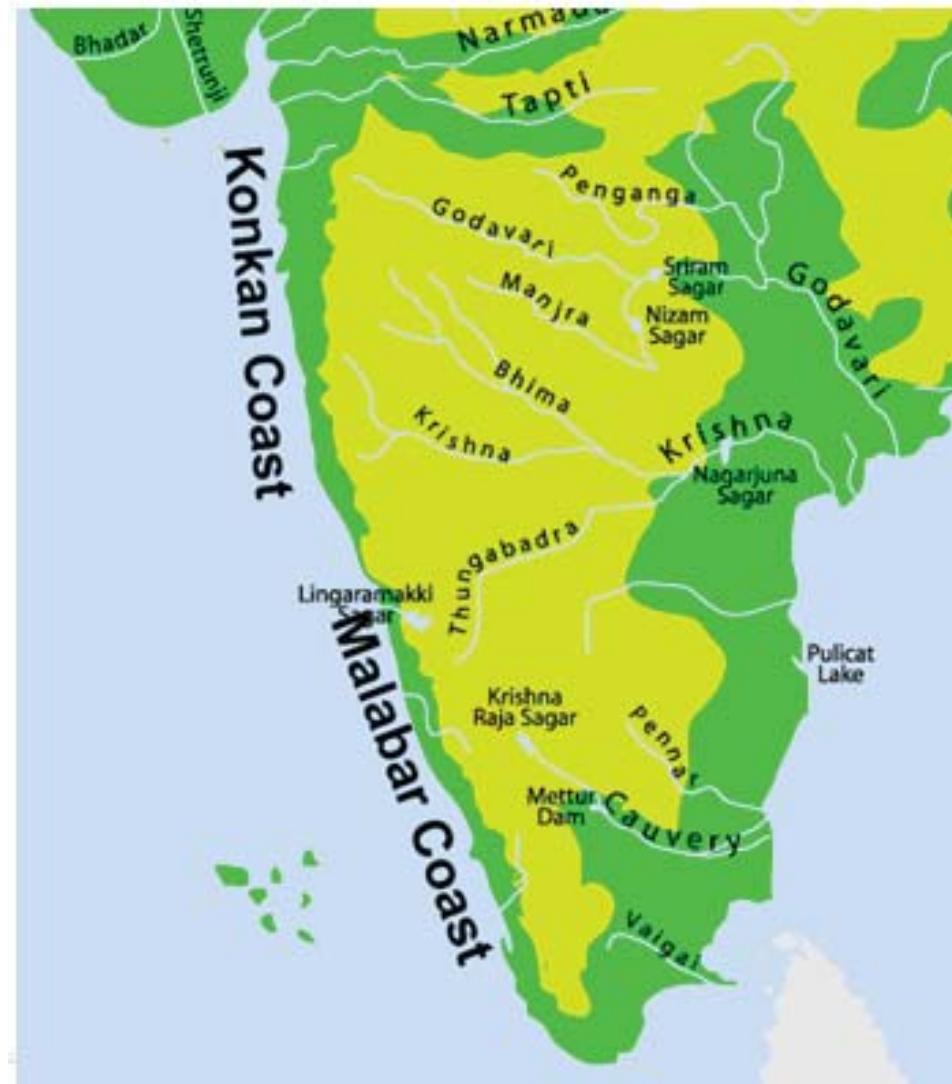 Bhadar
Shetrunji
Narmada
Tapti
Konkan Coast
Penganga
Godavari
Sriram
Sagar
Godavari
Manjra
Nizam
Sagar
Bhima
Krishna
Krishna
Nagarjuna
Sagar
Thungabadra
Lingaramakki
Sagar
Malabar Coast
Pulicat
Lake
Krishna
Raja Sagar
Pennar
Mettur
Dam
Cauvery
Vaigai